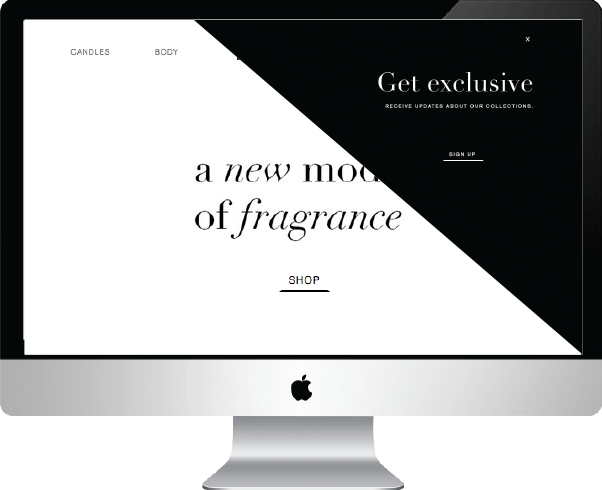 CANDLES BODY
x
Get exclusive
RECEIVE UPDATES ABOUT OUR COLLECTIONS.
SIGN UP
a new mod
of fragrance
SHOP